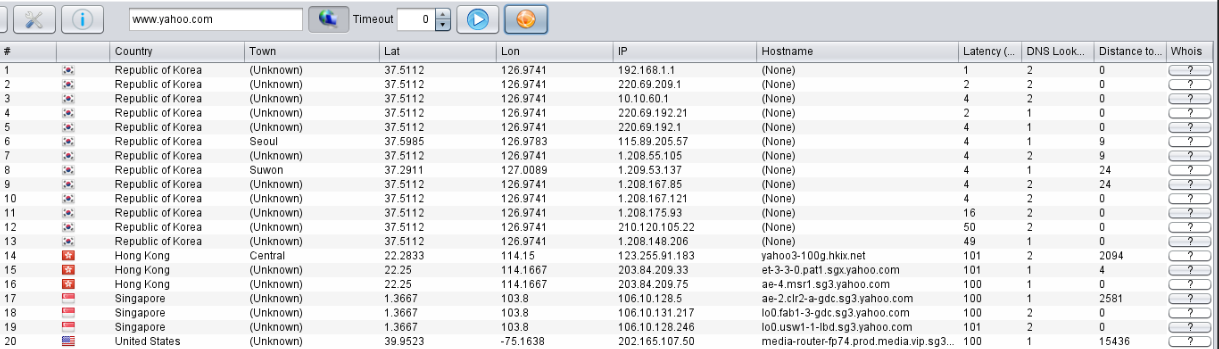 www.yahoo.com Timeout 0
# Country Town Lat Lon IP Hostname Latency (... DNS Look... Distance to... Whois
1 Republic of Korea (Unknown) 37.5112 126.9741 192.168.1.1 (None) 1 2 0 ?
2 Republic of Korea (Unknown) 37.5112 126.9741 220.69.209.1 (None) 2 2 0 ?
3 Republic of Korea (Unknown) 37.5112 126.9741 10.10.60.1 (None) 4 2 0 ?
4 Republic of Korea (Unknown) 37.5112 126.9741 220.69.192.21 (None) 2 1 0 ?
5 Republic of Korea (Unknown) 37.5112 126.9741 220.69.192.1 (None) 4 1 0 ?
6 Republic of Korea Seoul 37.5985 126.9783 115.89.205.57 (None) 4 1 9 ?
7 Republic of Korea (Unknown) 37.5112 126.9741 1.208.55.105 (None) 4 2 9 ?
8 Republic of Korea Suwon 37.2911 127.0089 1.209.53.137 (None) 4 1 24 ?
9 Republic of Korea (Unknown) 37.5112 126.9741 1.208.167.85 (None) 4 2 24 ?
10 Republic of Korea (Unknown) 37.5112 126.9741 1.208.167.121 (None) 4 2 0 ?
11 Republic of Korea (Unknown) 37.5112 126.9741 1.208.175.93 (None) 16 2 0 ?
12 Republic of Korea (Unknown) 37.5112 126.9741 210.120.105.22 (None) 50 2 0 ?
13 Republic of Korea (Unknown) 37.5112 126.9741 1.208.148.206 (None) 49 1 0 ?
14 Hong Kong Central 22.2833 114.15 123.255.91.183 yahoo3-100g.hkix.net 101 2 2094 ?
15 Hong Kong (Unknown) 22.25 114.1667 203.84.209.33 et-3-3-0.pat1.sgx.yahoo.com 101 1 4 ?
16 Hong Kong (Unknown) 22.25 114.1667 203.84.209.75 ae-4.msr1.sg3.yahoo.com 100 1 0 ?
17 Singapore (Unknown) 1.3667 103.8 106.10.128.5 ae-2.clr2-a-gdc.sg3.yahoo.com 100 1 2581 ?
18 Singapore (Unknown) 1.3667 103.8 106.10.131.217 lo0.fab1-3-gdc.sg3.yahoo.com 100 2 0 ?
19 Singapore (Unknown) 1.3667 103.8 106.10.128.246 lo0.usw1-1-lbd.sg3.yahoo.com 101 2 0 ?
20 United States (Unknown) 39.9523 -75.1638 202.165.107.50 media-router-fp74.prod.media.vip.sg3... 100 1 15436 ?